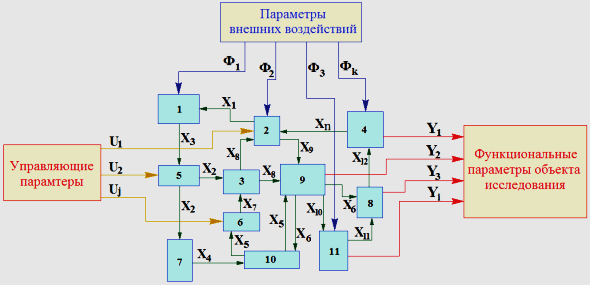 Параметры
внешних воздействий
Φ1 Φ2 Φ3 Φk
1 X1 2 Xn 4 Y1
U1 X3 X9 Y2
Управляющие
парамтеры
U2 5 X2 3 X8 X8 9 X12 Y3
Функциональные
параметры объекта
исследования
Uj X2 6 X7 X5 X6 X10 X6 8 Yi
7 X4 X5 10 11 X11